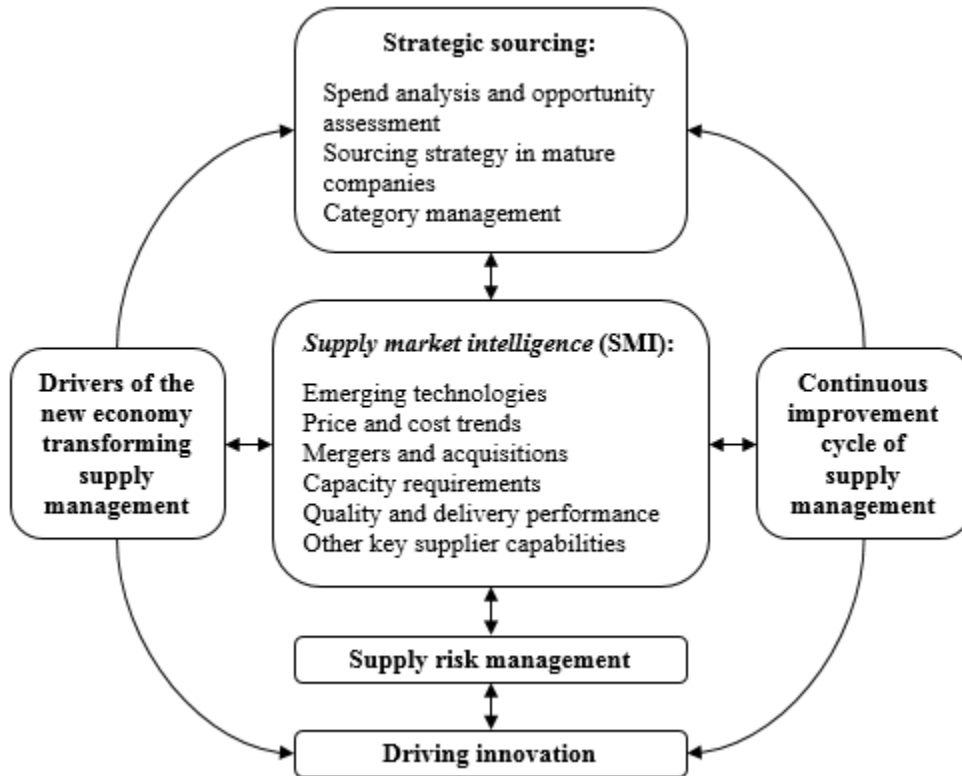 Strategic sourcing:
Spend analysis and opportunity
assessment
Sourcing strategy in mature
companies
Category management
Drivers of the
new economy
transforming
supply
management
Supply market intelligence (SMI):
Emerging technologies
Price and cost trends
Mergers and acquisitions
Capacity requirements
Quality and delivery performance
Other key supplier capabilities
Continuous
improvement
cycle of
supply
management
Supply risk management
Driving innovation